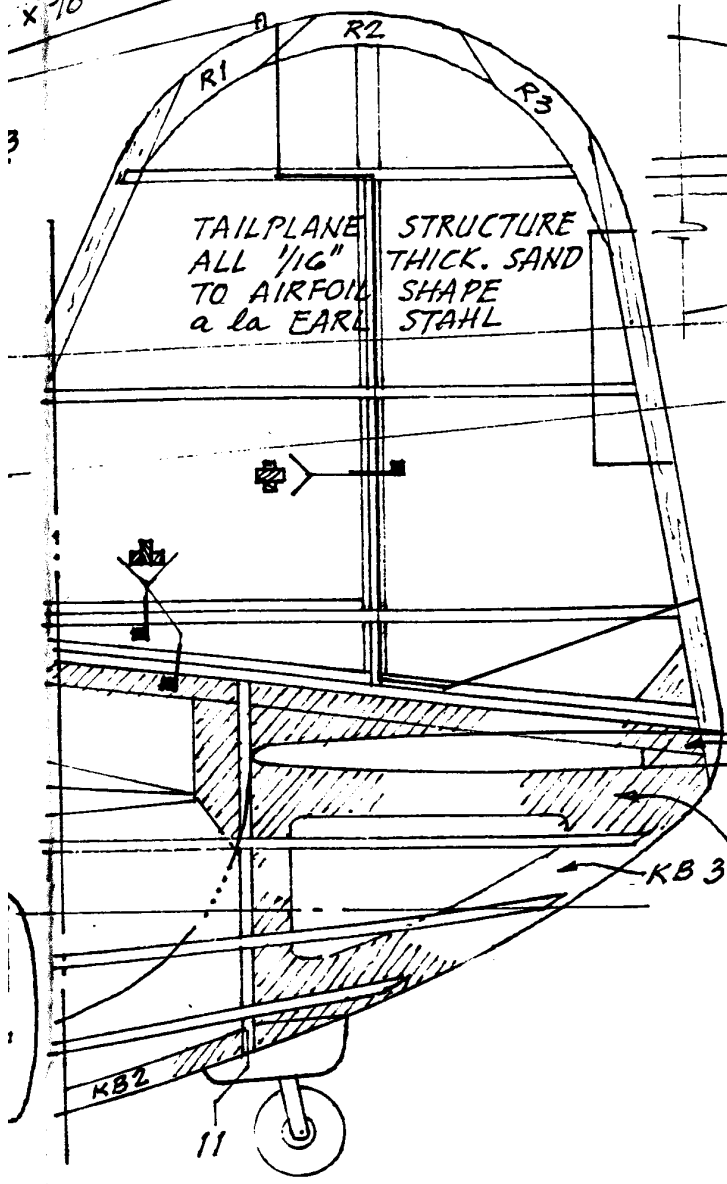 x
R1
R2
R3
3
TAILPLANE STRUCTURE
ALL 1/16" THICK. SAND
TO AIRFOIL SHAPE
a la EARL STAHL
KB 3
KB2
11